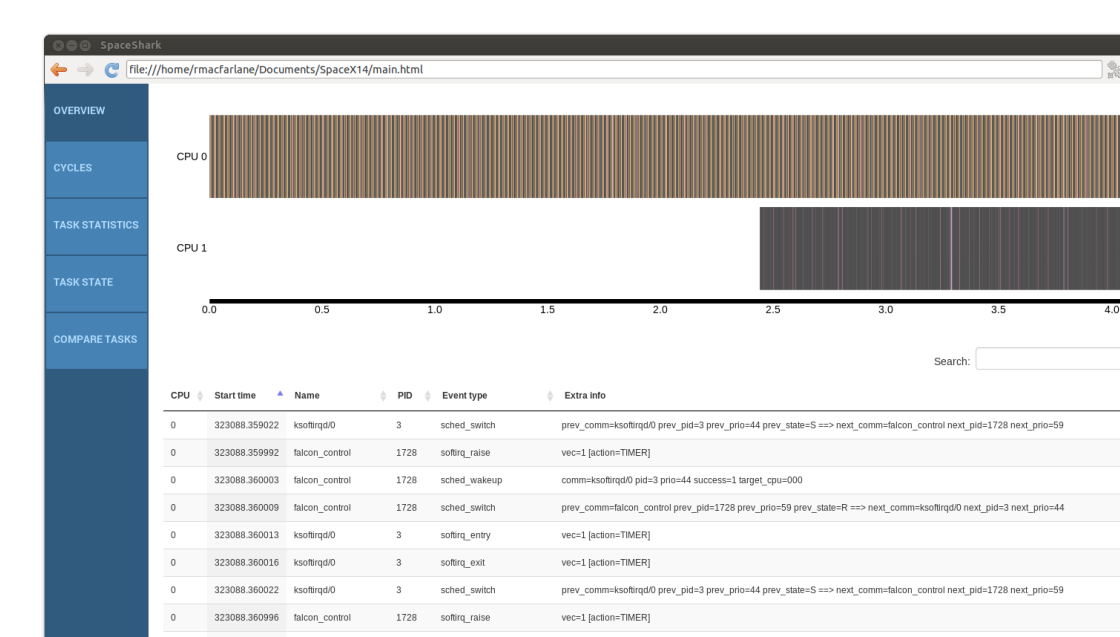 SpaceShark
file:///home/rmacfarlane/Documents/SpaceX14/main.html
OVERVIEW
CYCLES
TASK STATISTICS
TASK STATE
COMPARE TASKS
CPU 0
CPU 1
0.0 0.5 1.0 1.5 2.0 2.5 3.0 3.5 4.0
Search:
CPU Start time Name PID Event type Extra info
0 323088.359022 ksoftirqd/0 3 sched_switch prev_comm=ksoftirqd/0 prev_pid=3 prev_prio=44 prev_state=S ==> next_comm=falcon_control next_pid=1728 next_prio=59
0 323088.359992 falcon_control 1728 softirq_raise vec=1 [action=TIMER]
0 323088.360003 falcon_control 1728 sched_wakeup comm=ksoftirqd/0 pid=3 prio=44 success=1 target_cpu=000
0 323088.360009 falcon_control 1728 sched_switch prev_comm=falcon_control prev_pid=1728 prev_prio=59 prev_state=R ==> next_comm=ksoftirqd/0 next_pid=3 next_prio=44
0 323088.360013 ksoftirqd/0 3 softirq_entry vec=1 [action=TIMER]
0 323088.360016 ksoftirqd/0 3 softirq_exit vec=1 [action=TIMER]
0 323088.360022 ksoftirqd/0 3 sched_switch prev_comm=ksoftirqd/0 prev_pid=3 prev_prio=44 prev_state=S ==> next_comm=falcon_control next_pid=1728 next_prio=59
0 323088.360996 falcon_control 1728 softirq_raise vec=1 [action=TIMER]